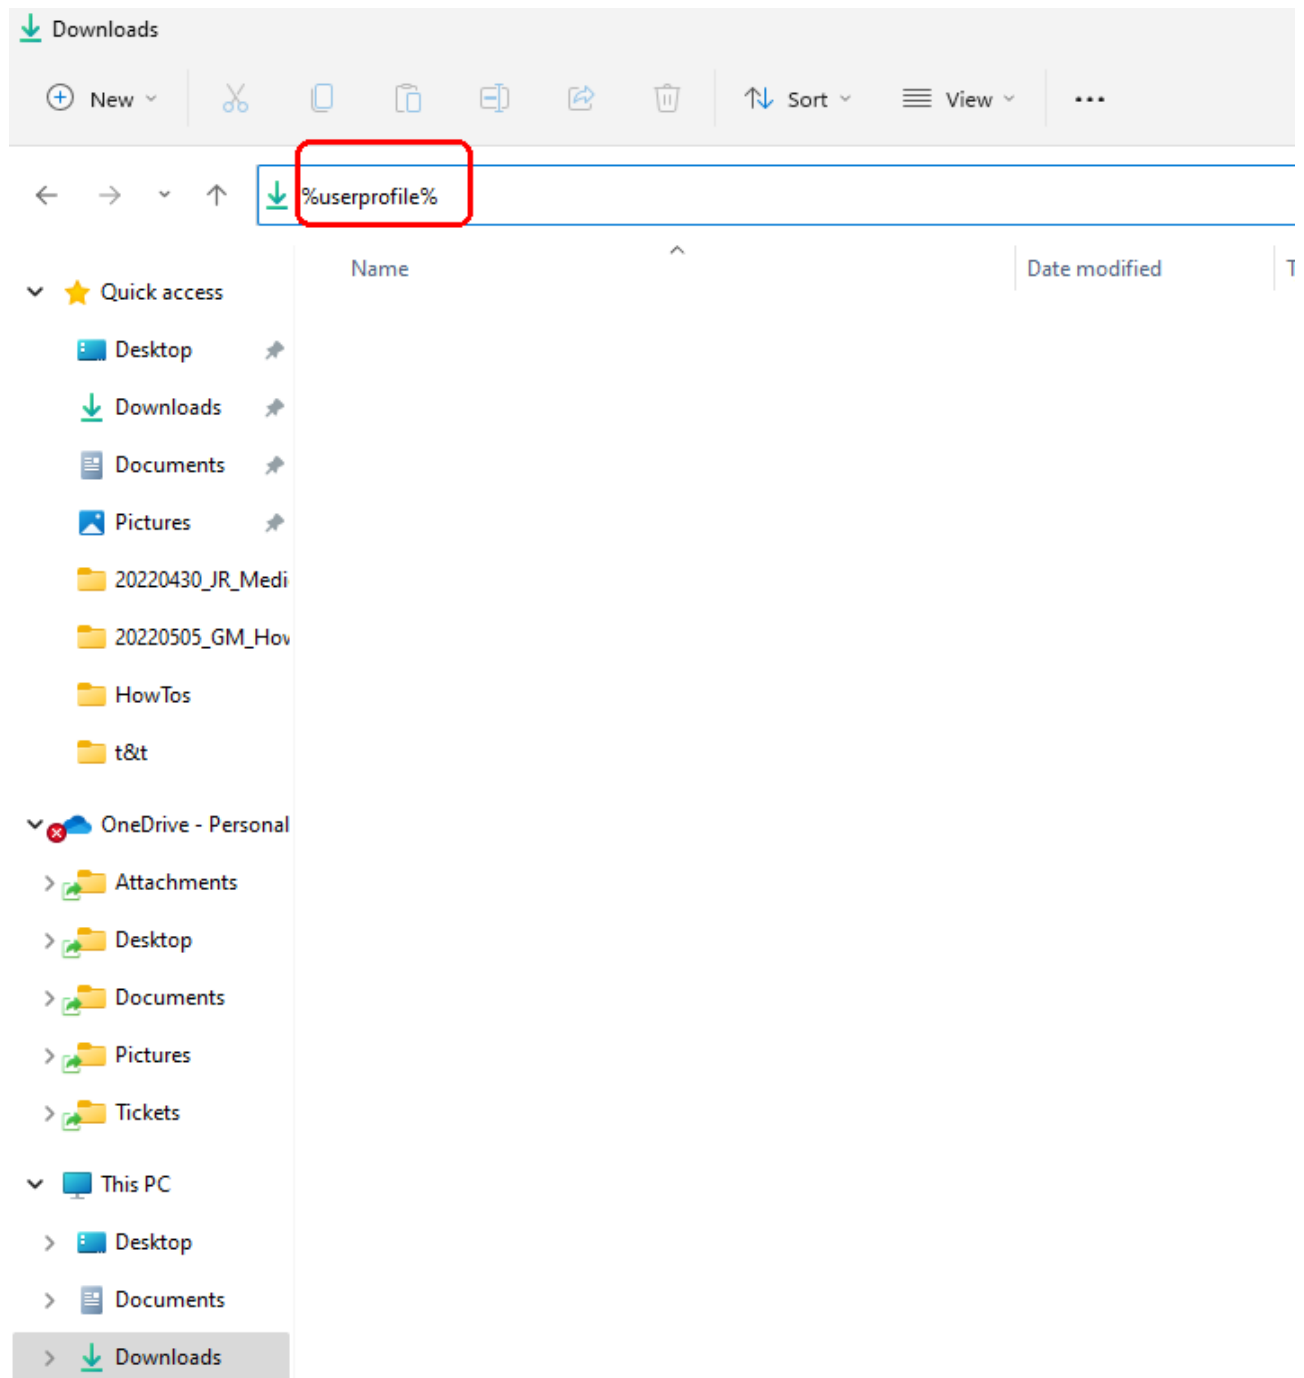 Downloads
New Sort View
%userprofile%
Name Date modified T
Quick access
Desktop
Downloads
Documents
Pictures
20220430_JR_Medi
20220505_GM_How
HowTos
t&t
OneDrive - Personal
Attachments
Desktop
Documents
Pictures
Tickets
This PC
Desktop
Documents
Downloads